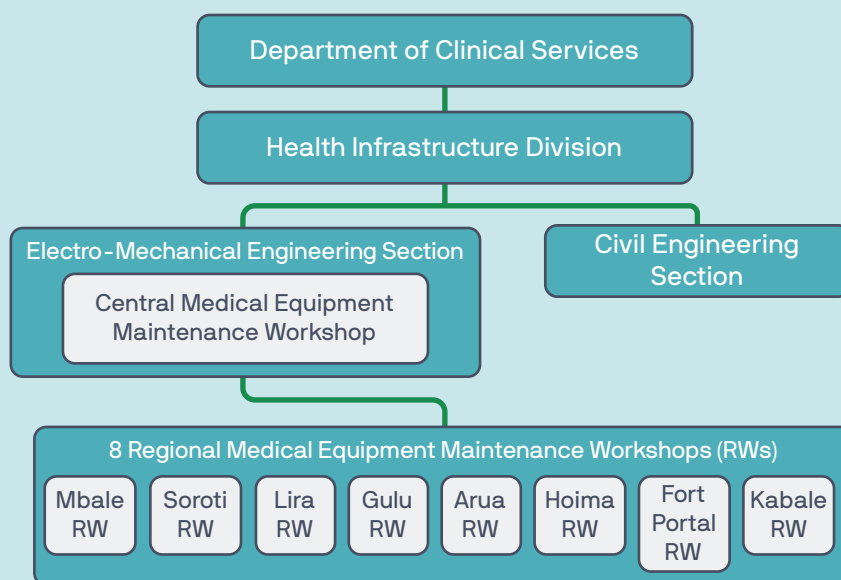 Department of Clinical Services
Health Infrastructure Division
Electro-Mechanical Engineering Section
Central Medical Equipment
Maintenance Workshop
Civil Engineering
Section
8 Regional Medical Equipment Maintenance Workshops (RWs)
Mbale
RW
Soroti
RW
Lira
RW
Gulu
RW
Arua
RW
Hoima
RW
Fort
Portal
RW
Kabale
RW